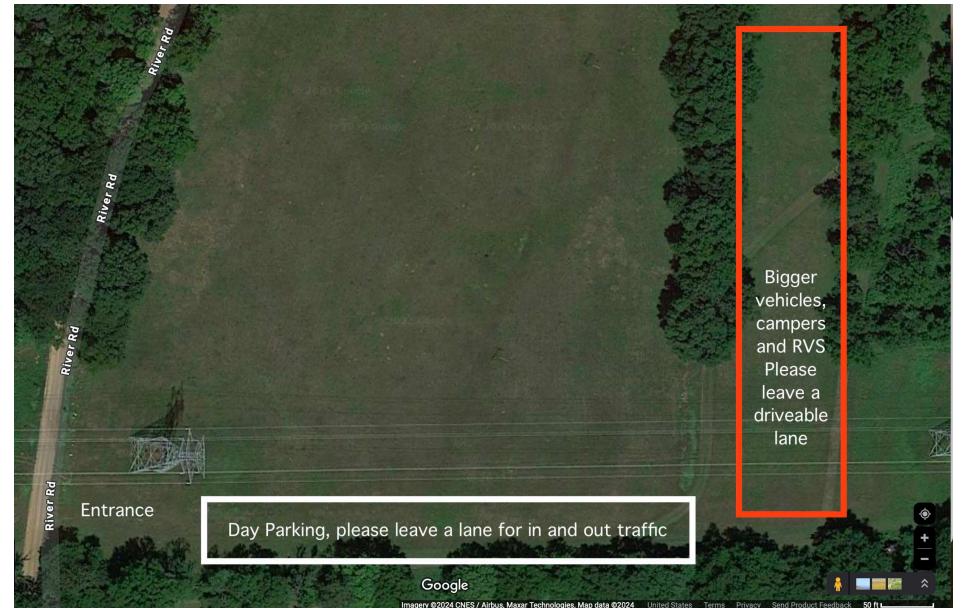 River Rd
River Rd
River Rd
River Rd
Bigger
vehicles,
campers
and RVS
Please
leave a
driveable
lane
Entrance
Day Parking, please leave a lane for in and out traffic
Google
Imagery ©2024 CNES / Airbus, Maxar Technologies, Map data ©2024 United States Terms Privacy Send Product Feedback 50 ft